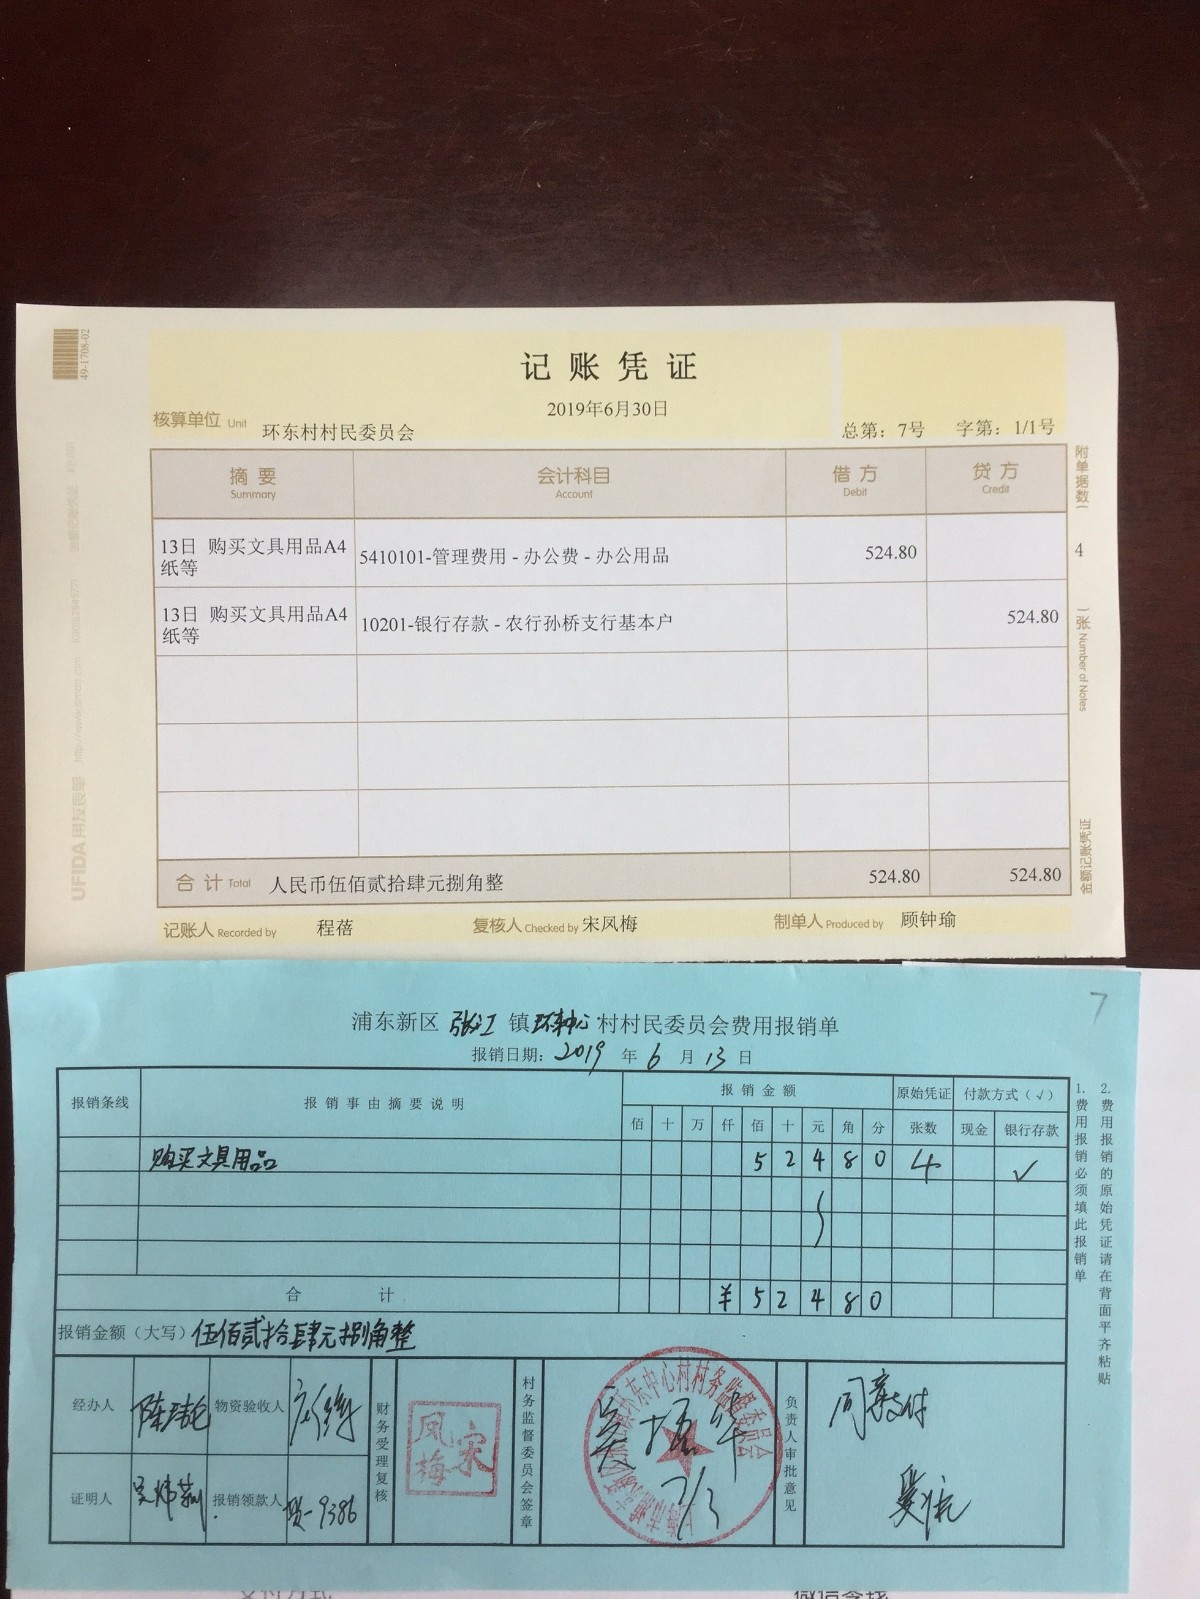 49-1708-02
记账凭证
2019年6月30日
核算单位 Unit 环东村村民委员会
总第：7号 字第：1/1号
摘要 会计科目 借方 贷方
Summary Account Debit Credit
13日 购买文具用品A4纸等 5410101-管理费用 - 办公费 - 办公用品 524.80
13日 购买文具用品A4纸等 10201-银行存款 - 农行孙桥支行基本户 524.80
合计 Total 人民币伍佰贰拾肆元捌角整 524.80 524.80
记账人 Recorded by 程蓓 复核人 Checked by 宋凤梅 制单人 Produced by 顾钟瑜
附单据数（ 4 ）张 Number of Notes
金额记账凭证
UFIDA 用友表单
7
浦东新区 张江 镇 环东中心 村村民委员会费用报销单
报销日期：2019 年 6 月 13 日
报销条线 报销事由摘要说明 报销金额 原始凭证张数 付款方式（√）
佰 十 万 仟 佰 十 元 角 分 现金 银行存款
购买文具用品 5 2 4 8 0 4 √
合计 ¥ 5 2 4 8 0
报销金额（大写）伍佰贰拾肆元捌角整
经办人 物资验收人
证明人 报销领款人 9386
财务受理复核 宋凤梅
村务监督委员会签章
负责人审批意见 同意支付
1.费用报销必须填此报销单
2.费用报销的原始凭证请在背面平齐粘贴